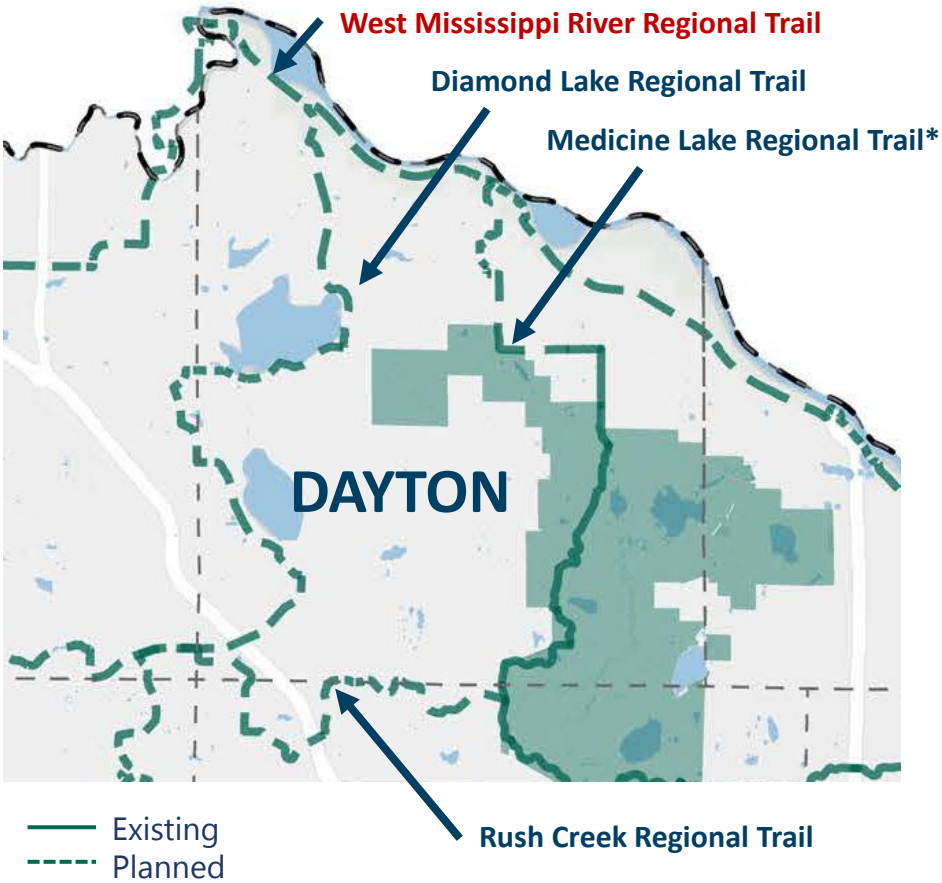 West Mississippi River Regional Trail
Diamond Lake Regional Trail
Medicine Lake Regional Trail*
DAYTON
Rush Creek Regional Trail
Existing
Planned